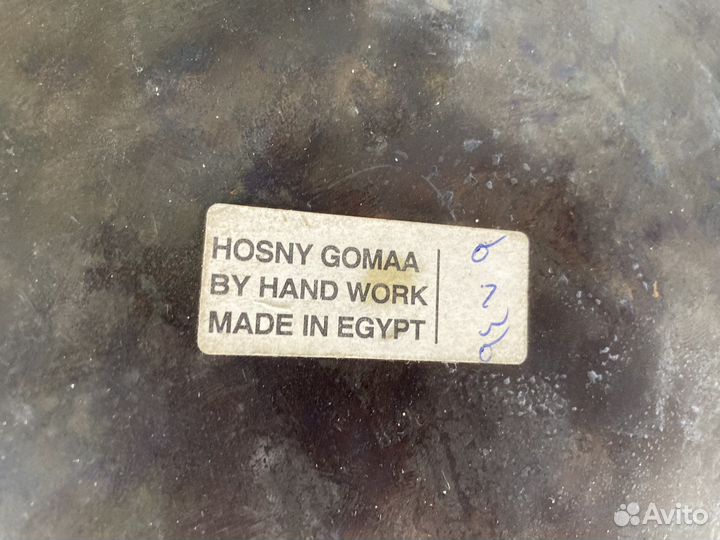 HOSNY GOMAA
BY HAND WORK
MADE IN EGYPT
Avito